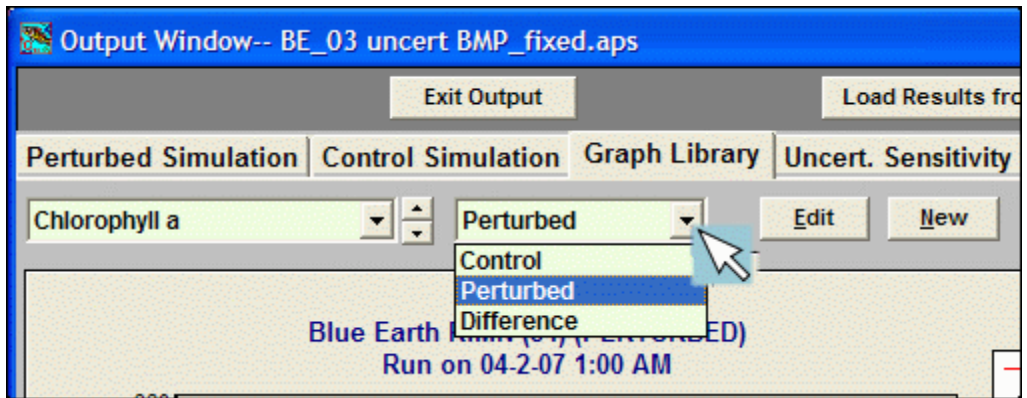 Output Window-- BE_03 uncert BMP_fixed.aps
Exit Output
Load Results fro
Perturbed Simulation
Control Simulation
Graph Library
Uncert. Sensitivity
Chlorophyll a
Perturbed
Edit
New
Control
Perturbed
Difference
Blue Earth
Run on 04-2-07 1:00 AM